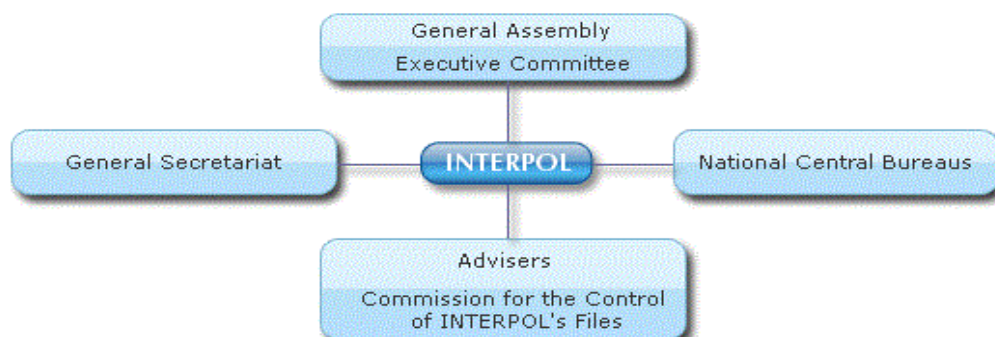 General Assembly
Executive Committee
General Secretariat
INTERPOL
National Central Bureaus
Advisers
Commission for the Control
of INTERPOL's Files